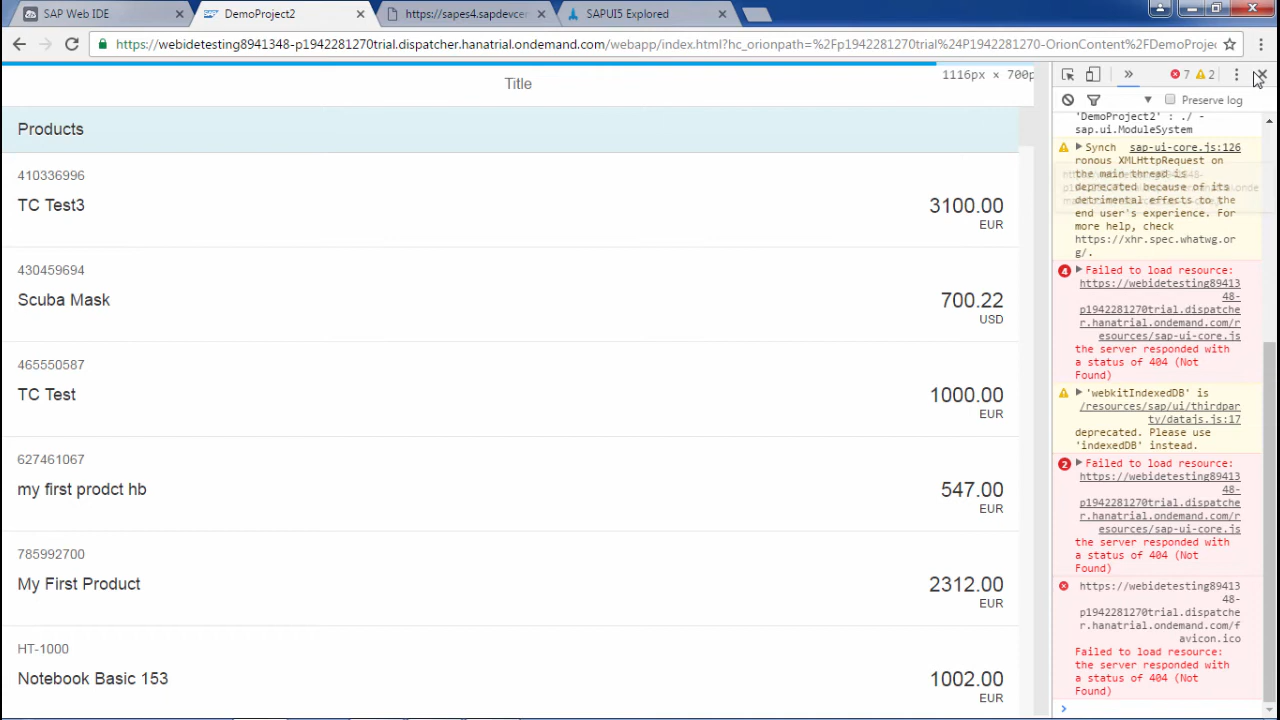 SAP Web IDE
DemoProject2
https://sapes4.sapdevcer
SAPUI5 Explored
https://webidetesting8941348-p1942281270trial.dispatcher.hanatrial.ondemand.com/webapp/index.html?hc_orionpath=%2Fp1942281270trial%24P1942281270-OrionContent%2FDemoProjec
Title
1116px x 700p
Products
410336996
TC Test3
3100.00
EUR
430459694
Scuba Mask
700.22
USD
465550587
TC Test
1000.00
EUR
627461067
my first prodct hb
547.00
EUR
785992700
My First Product
2312.00
EUR
HT-1000
Notebook Basic 153
1002.00
EUR
7 2
Preserve log
'DemoProject2' : ./ -
sap.ui.ModuleSystem
Synch sap-ui-core.js:126
ronous XMLHttpRequest on
the main thread is
deprecated because of its
detrimental effects to the
end user's experience. For
more help, check
https://xhr.spec.whatwg.or
g/.
4 Failed to load resource:
https://webidetesting89413
48-
p1942281270trial.dispatche
r.hanatrial.ondemand.com/r
esources/sap-ui-core.js
the server responded with
a status of 404 (Not
Found)
'webkitIndexedDB' is
/resources/sap/ui/thirdpar
ty/datajs.js:17
deprecated. Please use
'indexedDB' instead.
2 Failed to load resource:
https://webidetesting89413
48-
p1942281270trial.dispatche
r.hanatrial.ondemand.com/r
esources/sap-ui-core.js
the server responded with
a status of 404 (Not
Found)
https://webidetesting89413
48-
p1942281270trial.dispatche
r.hanatrial.ondemand.com/f
avicon.ico
Failed to load resource:
the server responded with
a status of 404 (Not
Found)